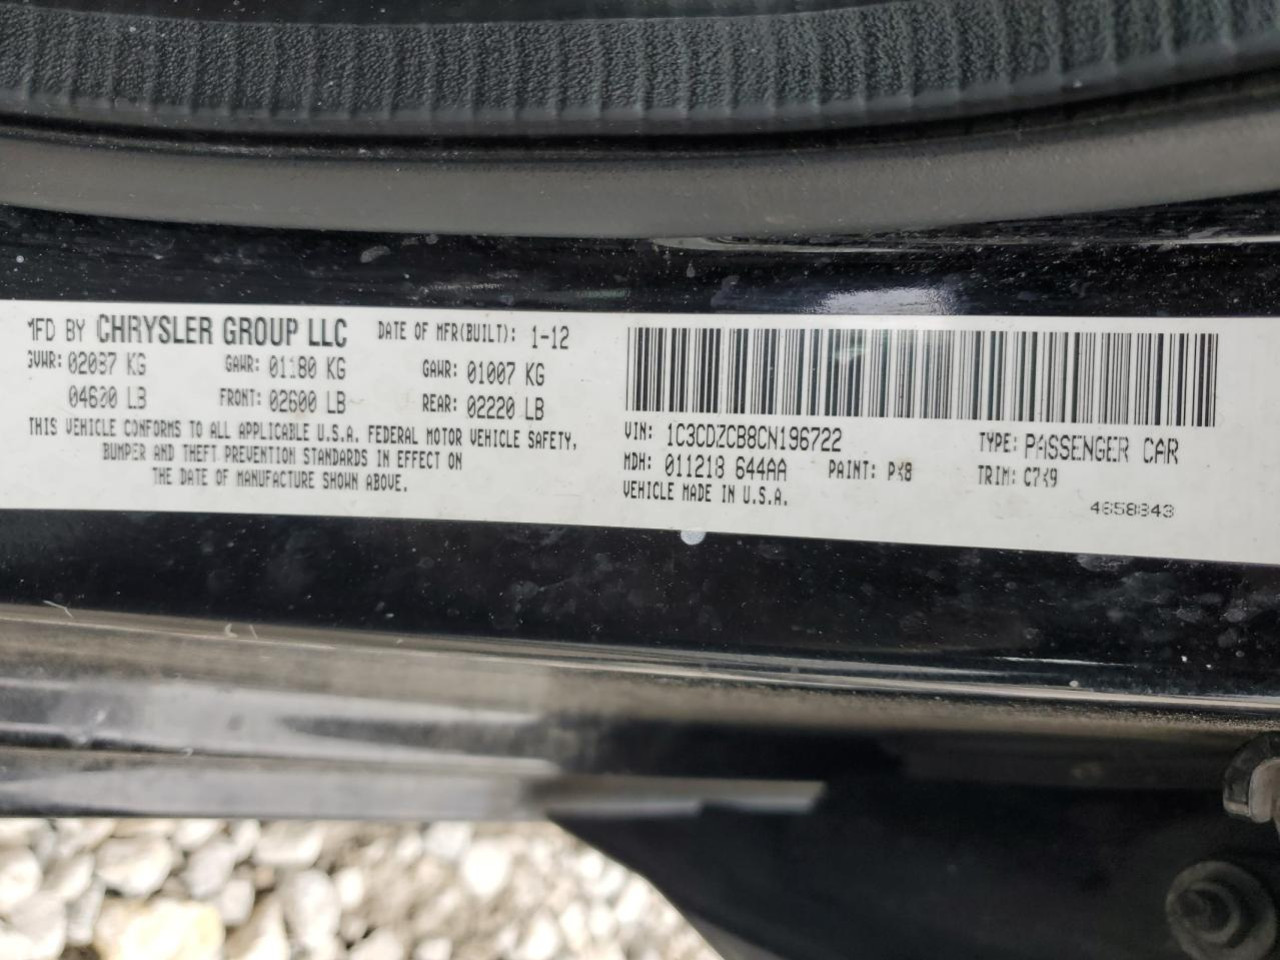 MFD BY CHRYSLER GROUP LLC DATE OF MFR(BUILT): 1-12
GVWR: 02087 KG GAWR: 01180 KG GAWR: 01007 KG
04600 LB FRONT: 02600 LB REAR: 02220 LB
THIS VEHICLE CONFORMS TO ALL APPLICABLE U.S.A. FEDERAL MOTOR VEHICLE SAFETY,
BUMPER AND THEFT PREVENTION STANDARDS IN EFFECT ON
THE DATE OF MANUFACTURE SHOWN ABOVE.
VIN: 1C3CDZCB8CN196722 TYPE: PASSENGER CAR
MDH: 011218 644AA PAINT: PX8 TRIM: C7X9
VEHICLE MADE IN U.S.A.
4658843